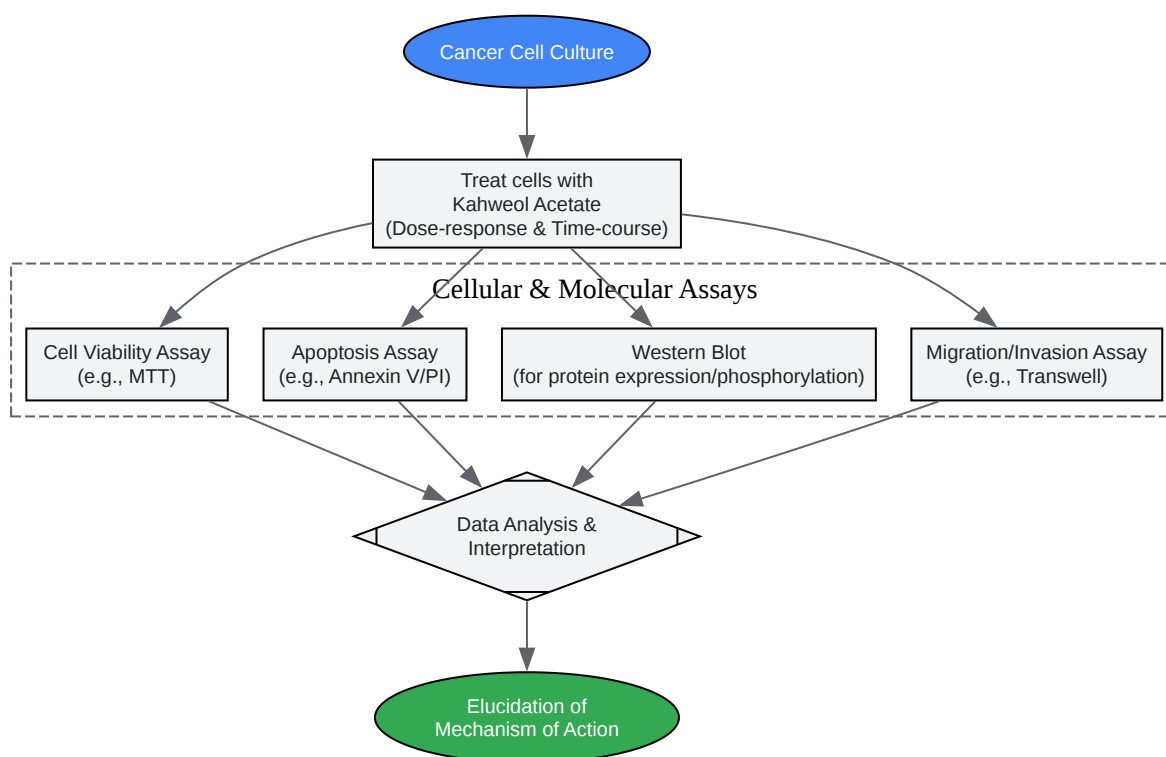 Cancer Cell Culture
Treat cells with
Kahweol Acetate
(Dose-response & Time-course)
Cellular & Molecular Assays
Cell Viability Assay
(e.g., MTT)
Apoptosis Assay
(e.g., Annexin V/PI)
Western Blot
(for protein expression/phosphorylation)
Migration/Invasion Assay
(e.g., Transwell)
Data Analysis &
Interpretation
Elucidation of
Mechanism of Action